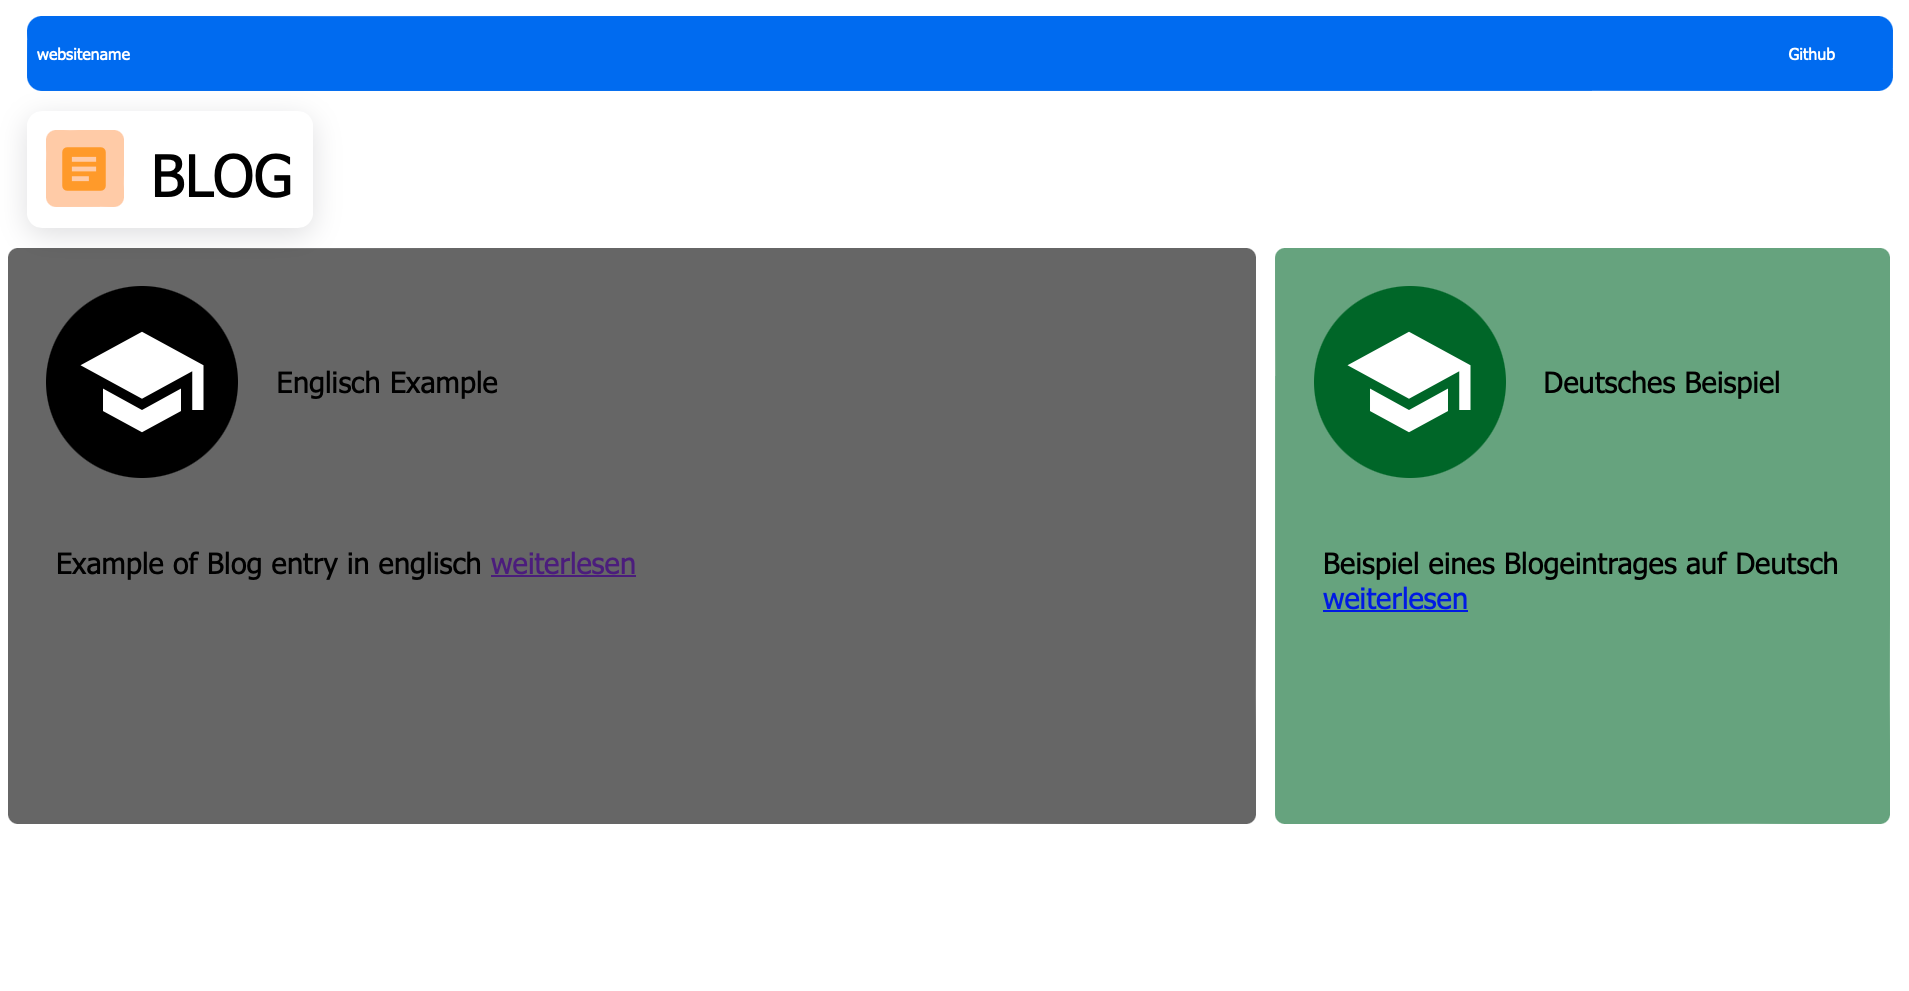 websitename
Github
BLOG
Englisch Example
Example of Blog entry in englisch weiterlesen
Deutsches Beispiel
Beispiel eines Blogeintrages auf Deutsch
weiterlesen